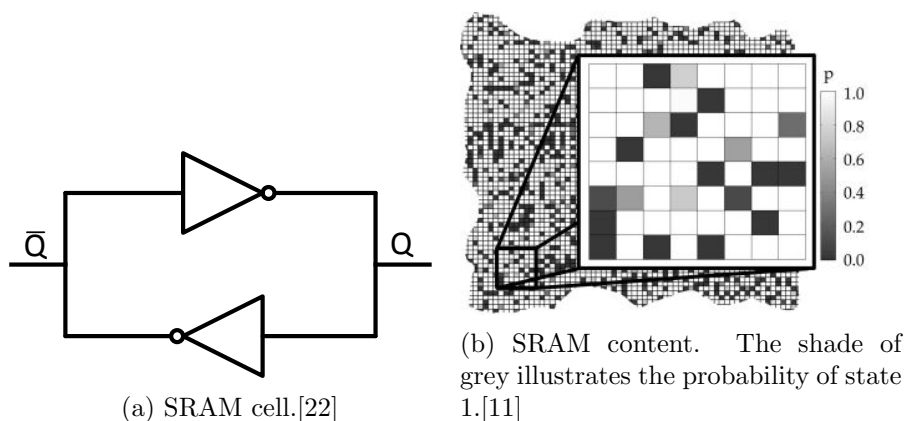 Q̅
Q
(a) SRAM cell.[22]
p
1.0
0.8
0.6
0.4
0.2
0.0
(b) SRAM content. The shade of
grey illustrates the probability of state
1.[11]